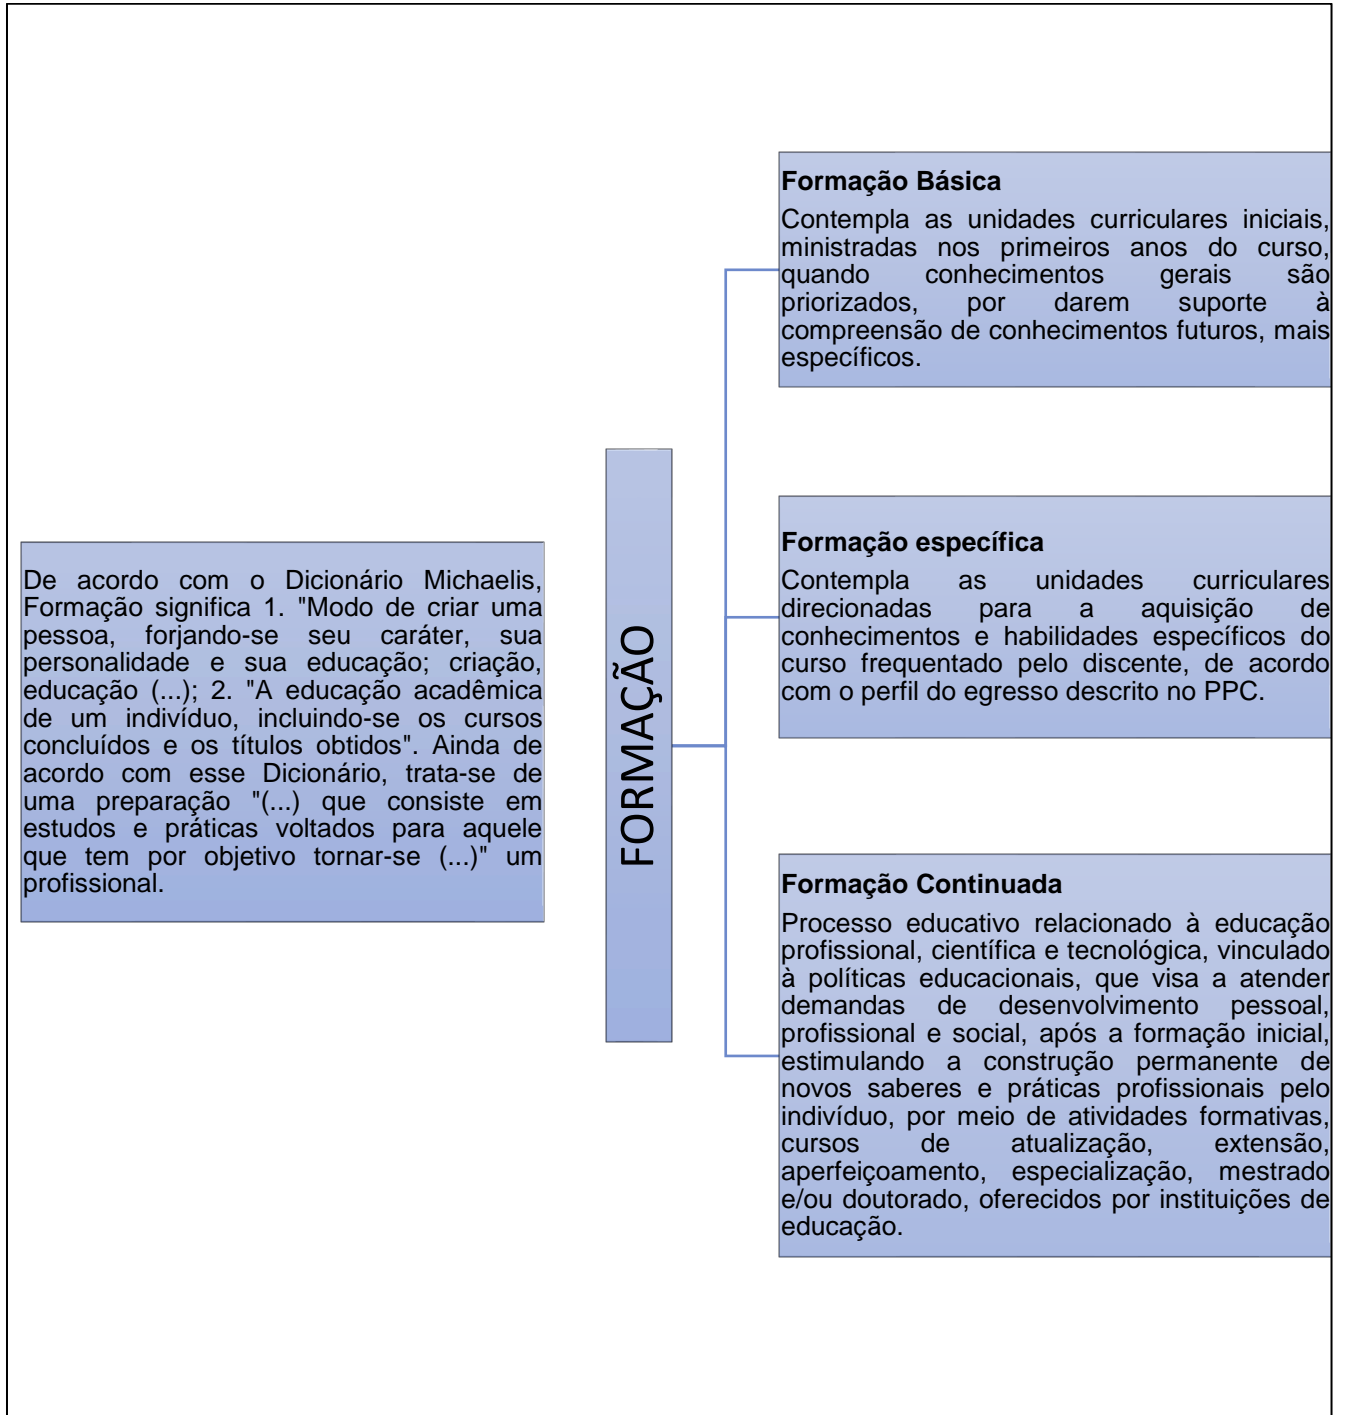 De acordo com o Dicionário Michaelis,
Formação significa 1. "Modo de criar uma
pessoa, forjando-se seu caráter, sua
personalidade e sua educação; criação,
educação (...); 2. "A educação acadêmica
de um indivíduo, incluindo-se os cursos
concluídos e os títulos obtidos". Ainda de
acordo com esse Dicionário, trata-se de
uma preparação "(...) que consiste em
estudos e práticas voltados para aquele
que tem por objetivo tornar-se (...)" um
profissional.
FORMAÇÃO
Formação Básica
Contempla as unidades curriculares iniciais,
ministradas nos primeiros anos do curso,
quando conhecimentos gerais são
priorizados, por darem suporte à
compreensão de conhecimentos futuros, mais
específicos.
Formação específica
Contempla as unidades curriculares
direcionadas para a aquisição de
conhecimentos e habilidades específicos do
curso frequentado pelo discente, de acordo
com o perfil do egresso descrito no PPC.
Formação Continuada
Processo educativo relacionado à educação
profissional, científica e tecnológica, vinculado
à políticas educacionais, que visa a atender
demandas de desenvolvimento pessoal,
profissional e social, após a formação inicial,
estimulando a construção permanente de
novos saberes e práticas profissionais pelo
indivíduo, por meio de atividades formativas,
cursos de atualização, extensão,
aperfeiçoamento, especialização, mestrado
e/ou doutorado, oferecidos por instituições de
educação.